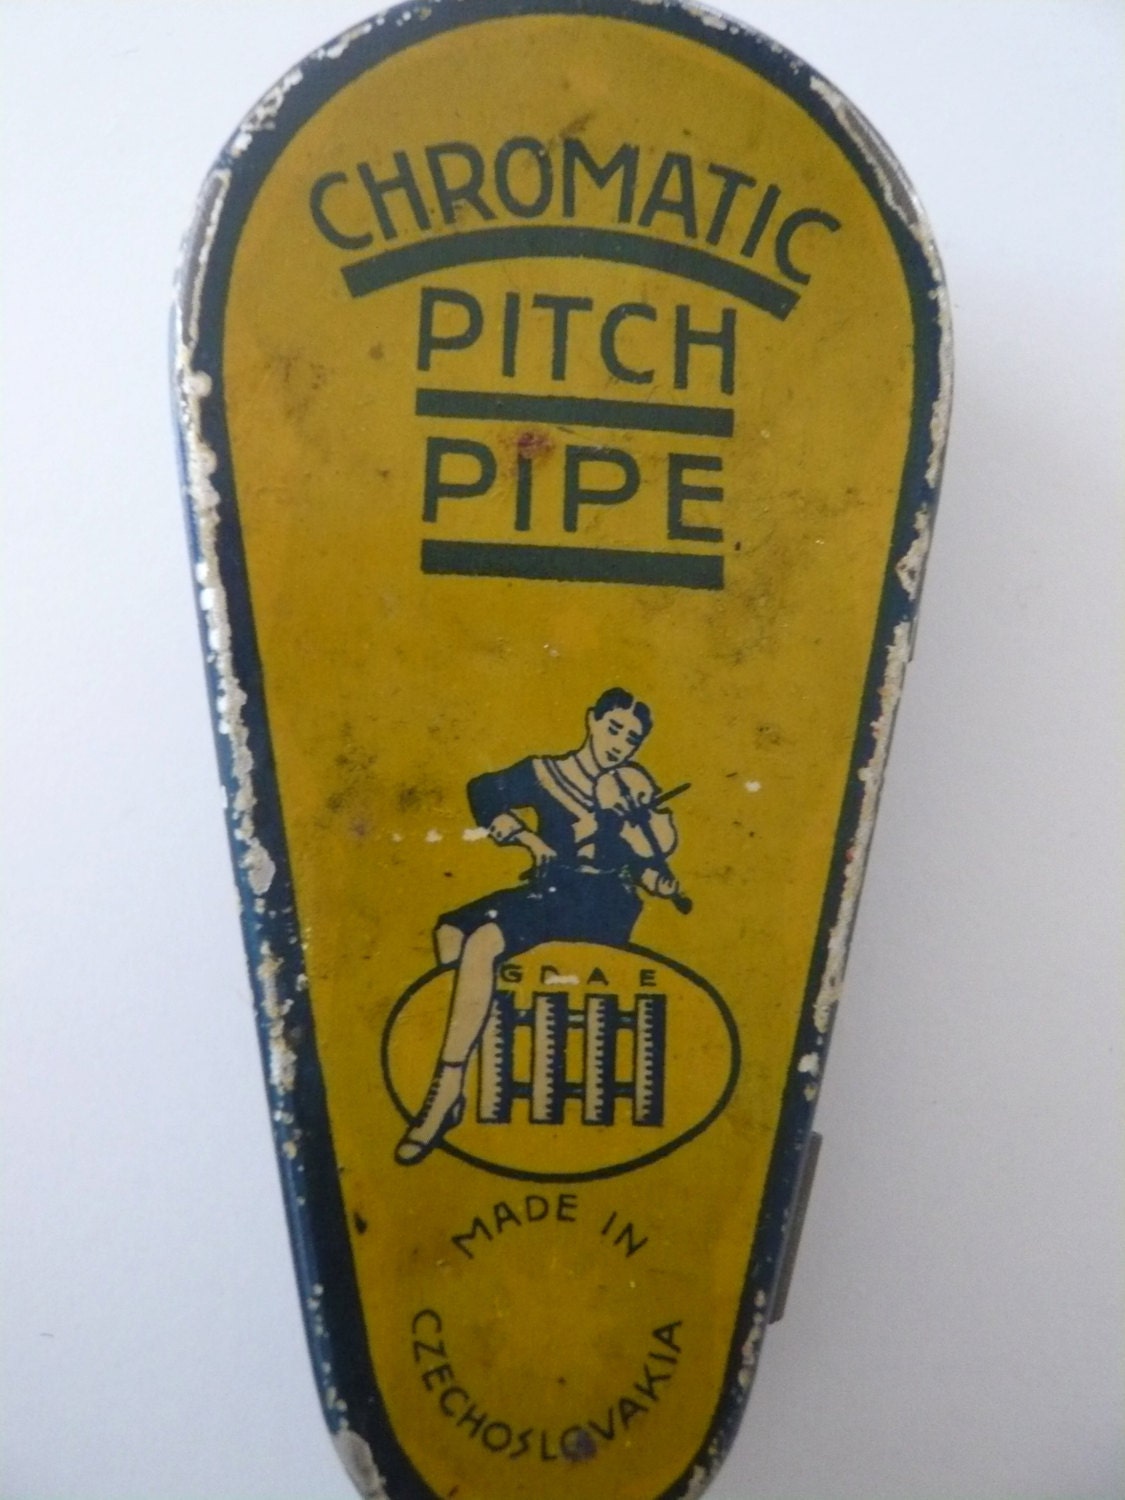 CHROMATIC
PITCH
PIPE
G D A E
MADE IN
CZECHOSLOVAKIA